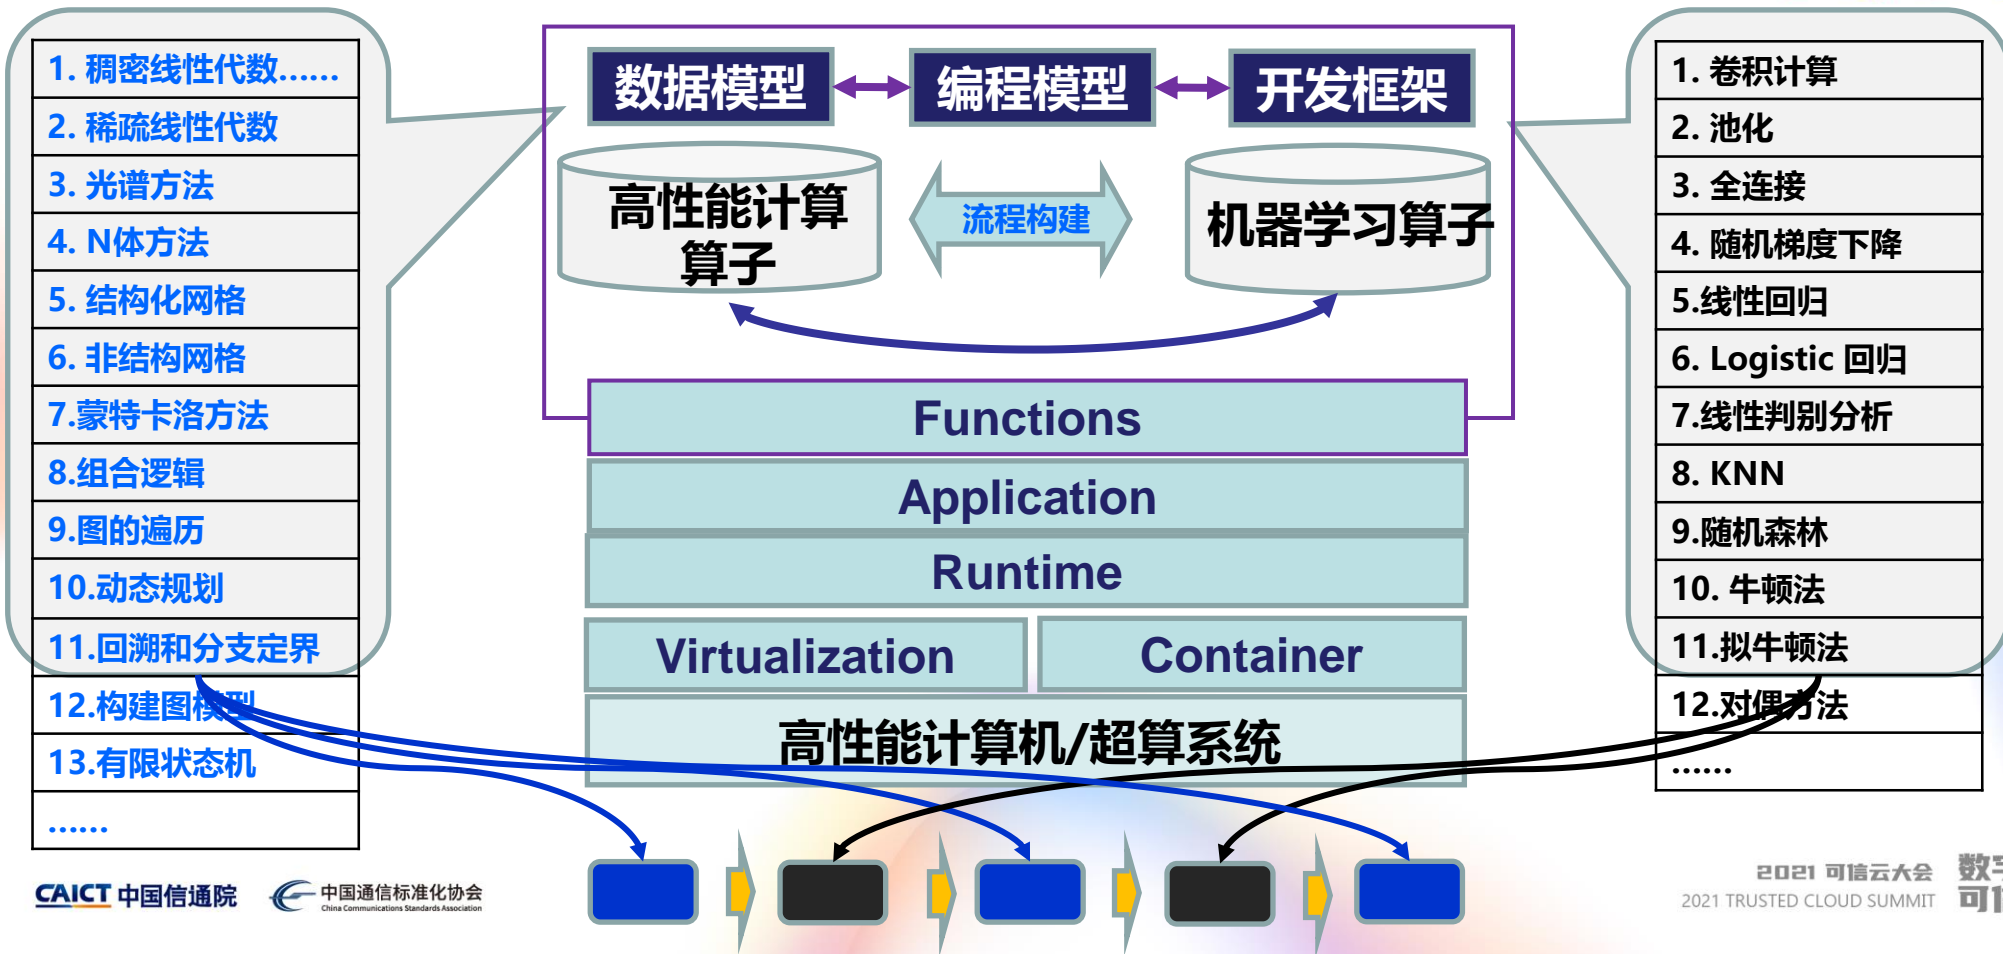 1. 稠密线性代数......
2. 稀疏线性代数
3. 光谱方法
4. N体方法
5. 结构化网格
6. 非结构网格
7.蒙特卡洛方法
8.组合逻辑
9.图的遍历
10.动态规划
11.回溯和分支定界
12.构建图模型
13.有限状态机
......
数据模型
编程模型
开发框架
高性能计算
算子
流程构建
机器学习算子
Functions
Application
Runtime
Virtualization
Container
高性能计算机/超算系统
1. 卷积计算
2. 池化
3. 全连接
4. 随机梯度下降
5.线性回归
6. Logistic 回归
7.线性判别分析
8. KNN
9.随机森林
10. 牛顿法
11.拟牛顿法
12.对偶方法
......
CAICT 中国信通院
中国通信标准化协会
China Communications Standards Association
2021 可信云大会
2021 TRUSTED CLOUD SUMMIT
数字
可信